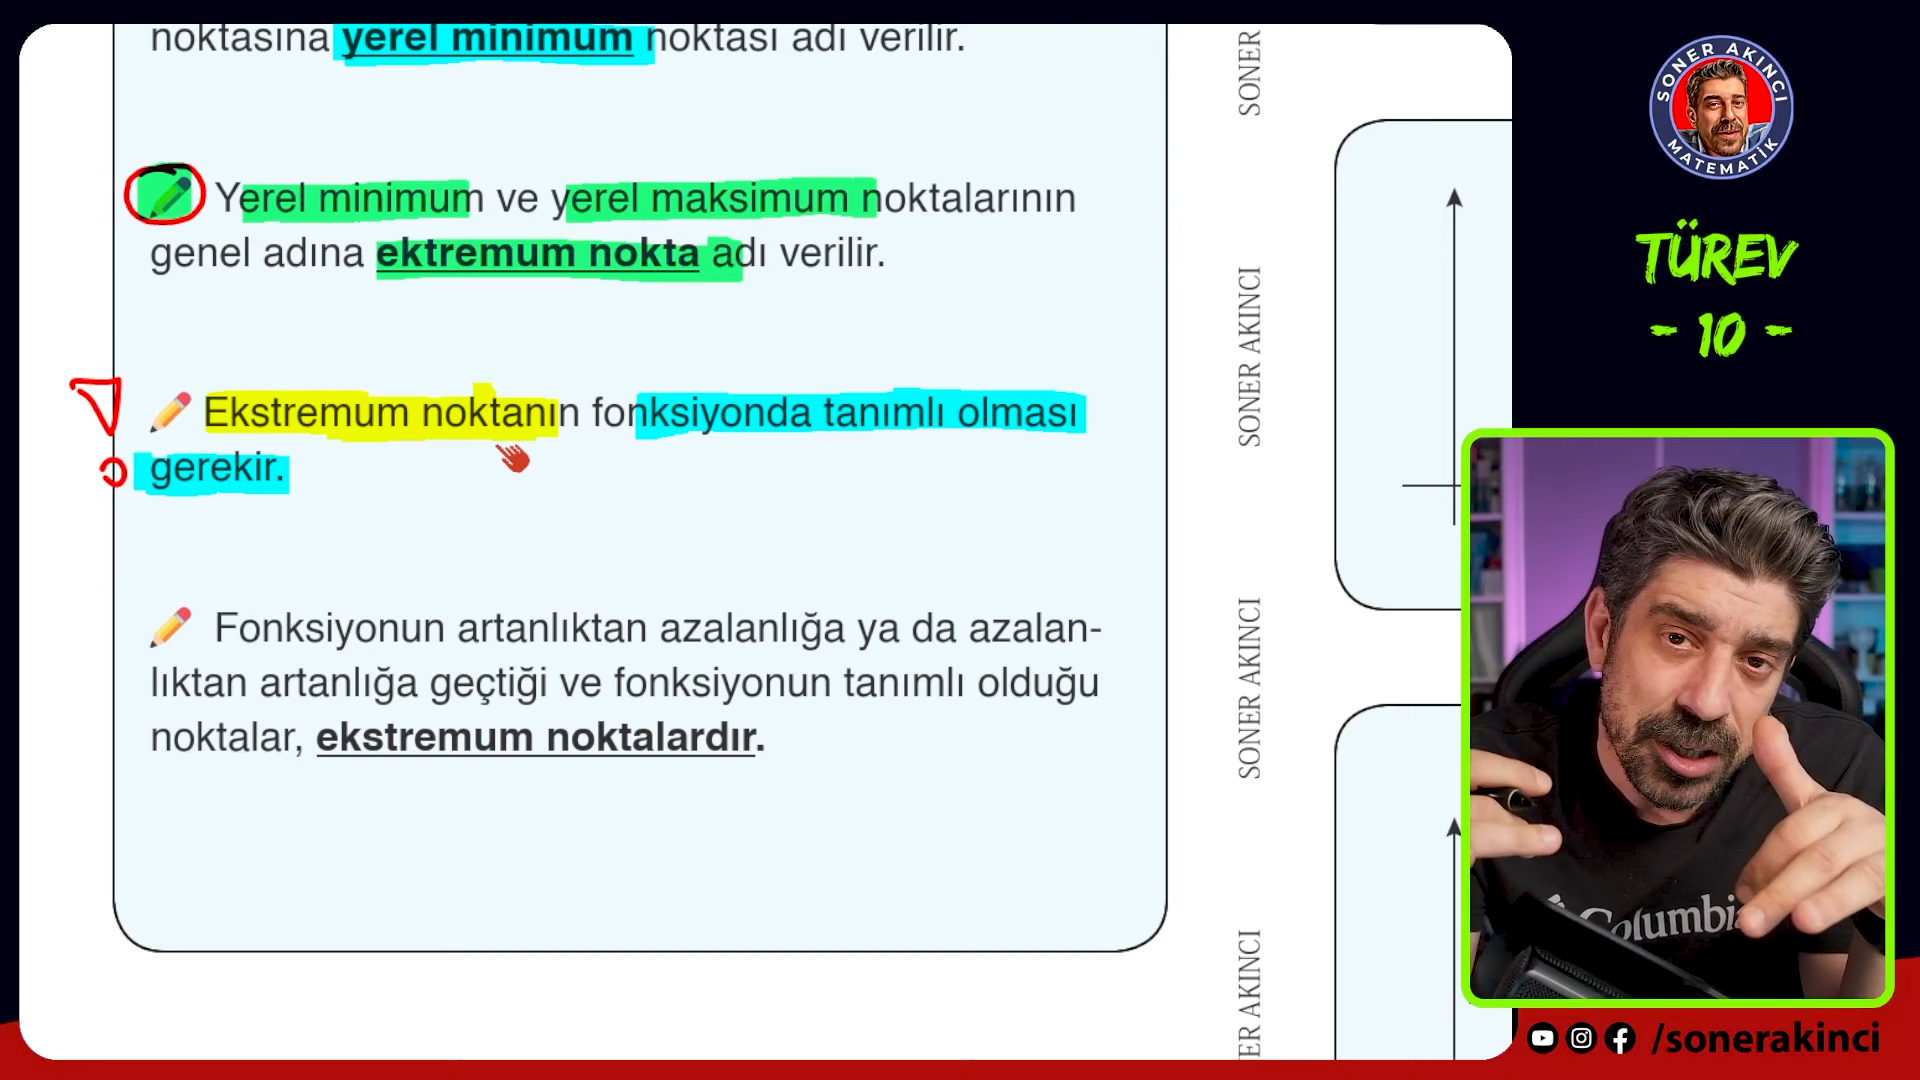 noktasına yerel minimum noktası adı verilir.
Yerel minimum ve yerel maksimum noktalarının
genel adına ektremum nokta adı verilir.
Ekstremum noktanın fonksiyonda tanımlı olması
gerekir.
Fonksiyonun artanlıktan azalanlığa ya da azalan-
lıktan artanlığa geçtiği ve fonksiyonun tanımlı olduğu
noktalar, ekstremum noktalardır.
SONER
SONER AKINCI
SONER AKINCI
ER AKINCI
SONER AKINCI
MATEMATİK
TÜREV
- 10 -
Columbi
/sonerakinci